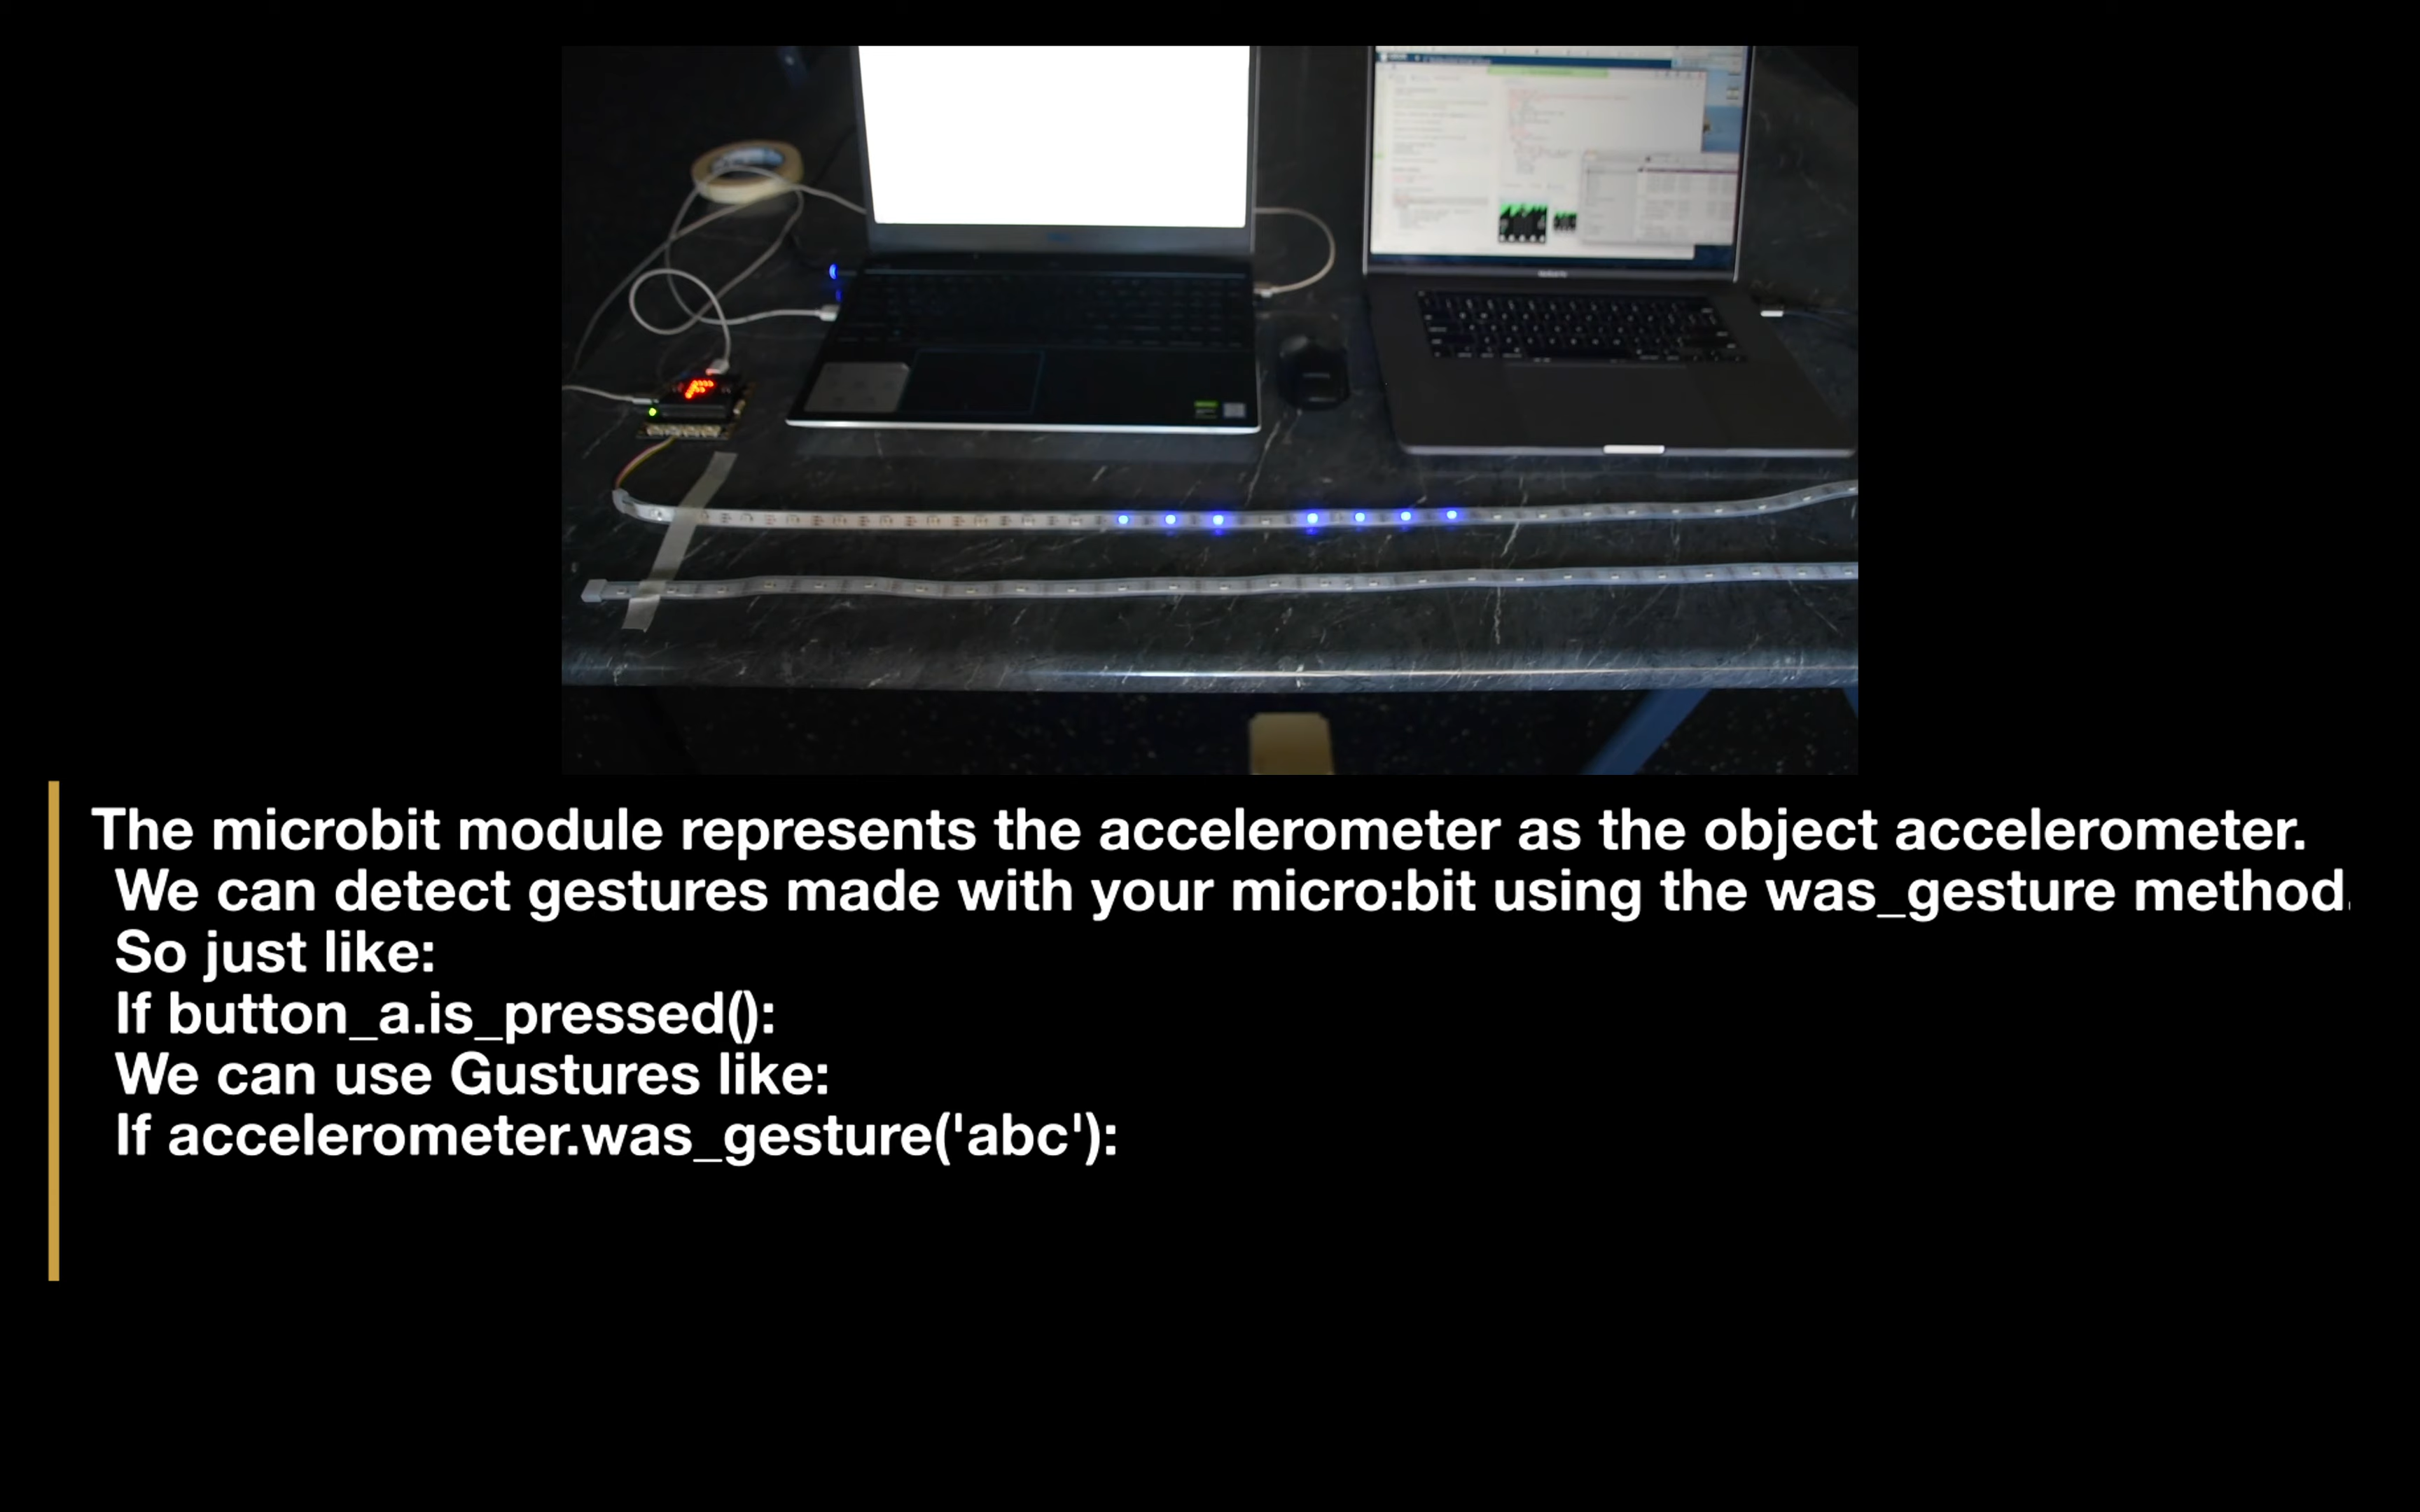 The microbit module represents the accelerometer as the object accelerometer.
We can detect gestures made with your micro:bit using the was_gesture method.
So just like:
If button_a.is_pressed():
We can use Gustures like:
If accelerometer.was_gesture('abc'):